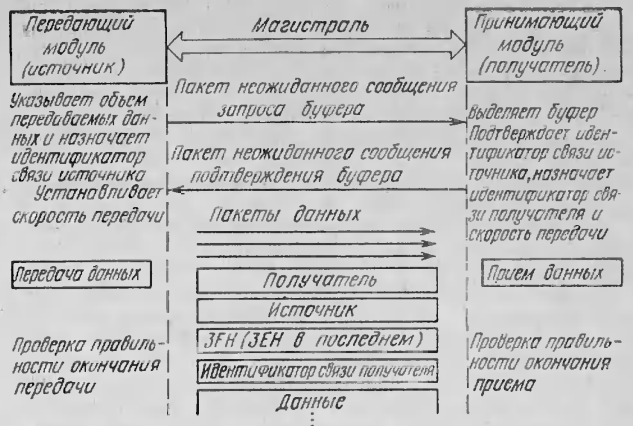 Передающий
модуль
(источник)
Магистраль
Принимающий
модуль
(получатель)
Пакет неожиданного сообщения
запроса буфера
Указывает объем
передаваемых дан-
ных и назначает
идентификатор
связи источника
Устанавливает
скорость передачи
Выделяет буфер
Подтверждает иден-
тификатор связи ис-
точника, назначает
идентификатор свя-
зи получателя и
скорость передачи
Пакет неожиданного сообщения
подтверждения буфера
Пакеты данных
Передача данных
Получатель
Прием данных
Источник
3FH (3EH в последнем)
Идентификатор связи получателя
Данные
Проверка правиль-
ности окончания
передачи
Проверка правиль-
ности окончания
приема